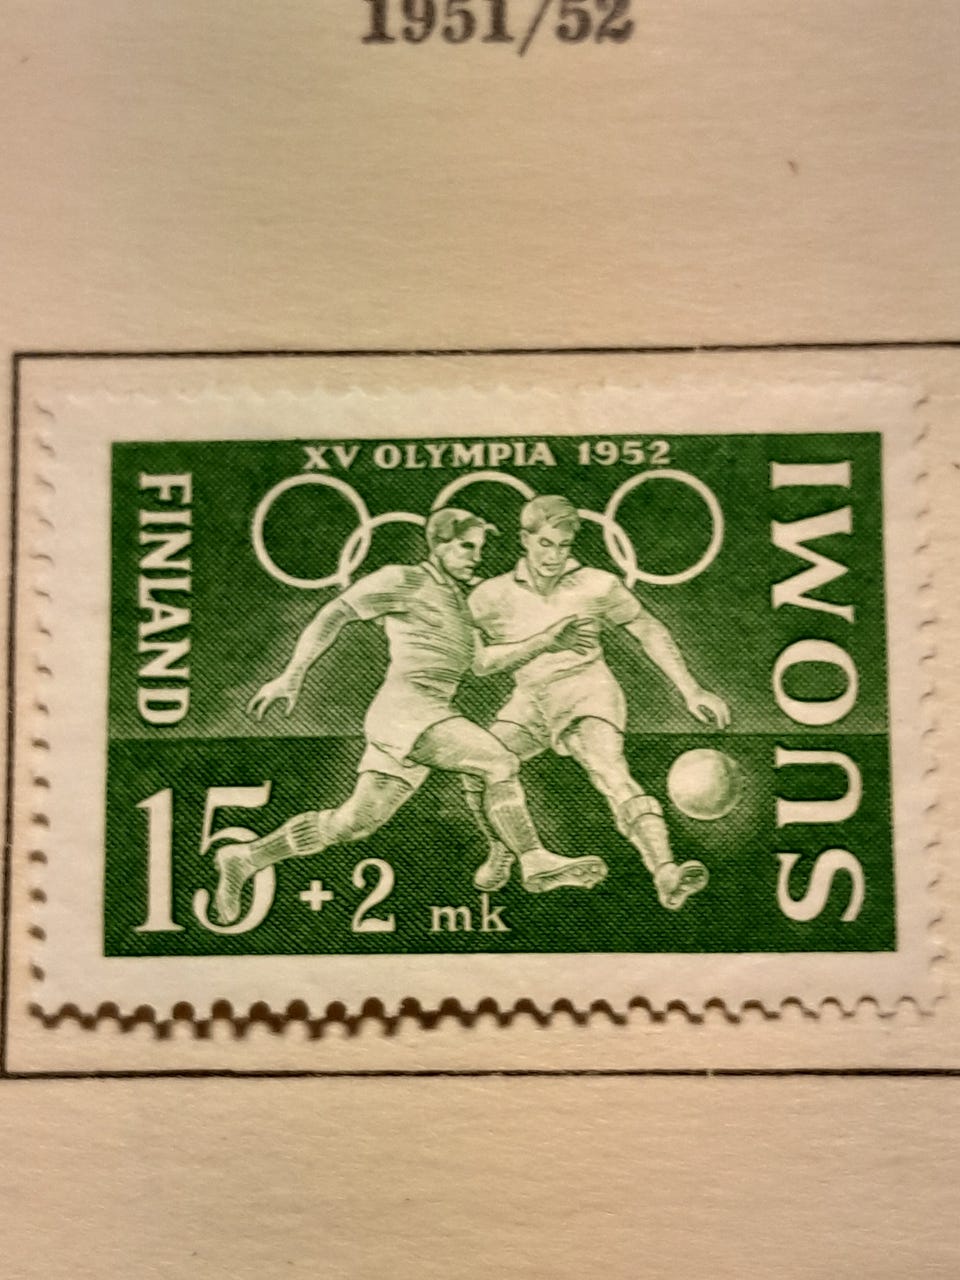 1951/52
XV OLYMPIA 1952
FINLAND
SUOMI
15 + 2 mk